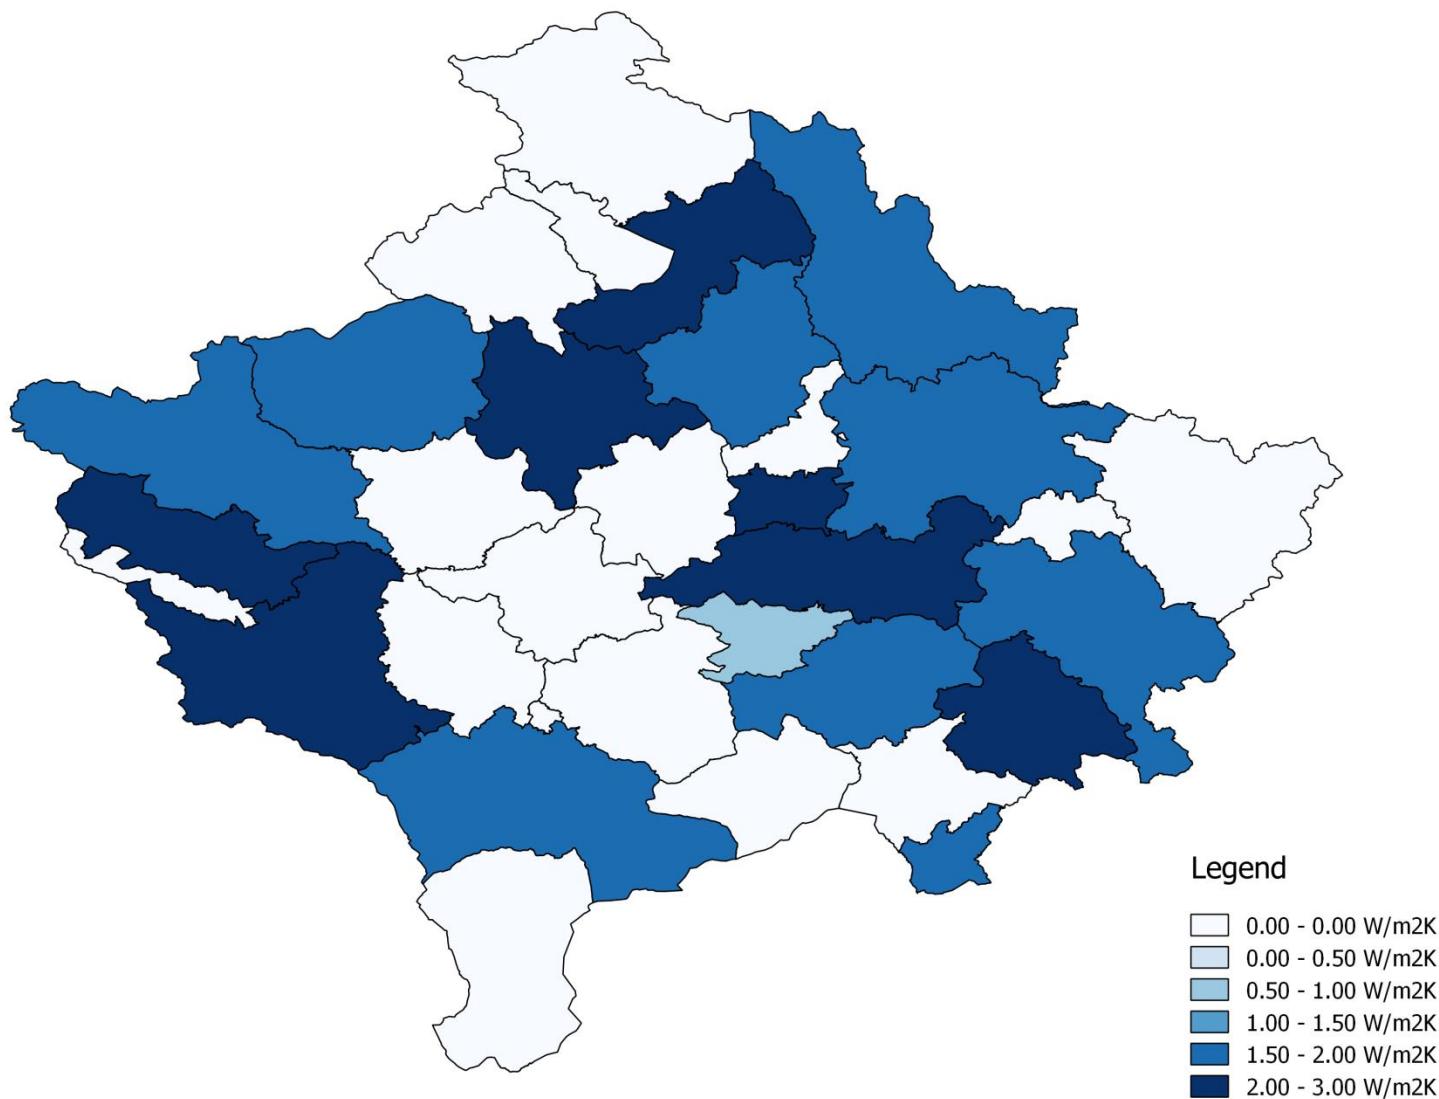 Legend
0.00 - 0.00 W/m2K
0.00 - 0.50 W/m2K
0.50 - 1.00 W/m2K
1.00 - 1.50 W/m2K
1.50 - 2.00 W/m2K
2.00 - 3.00 W/m2K